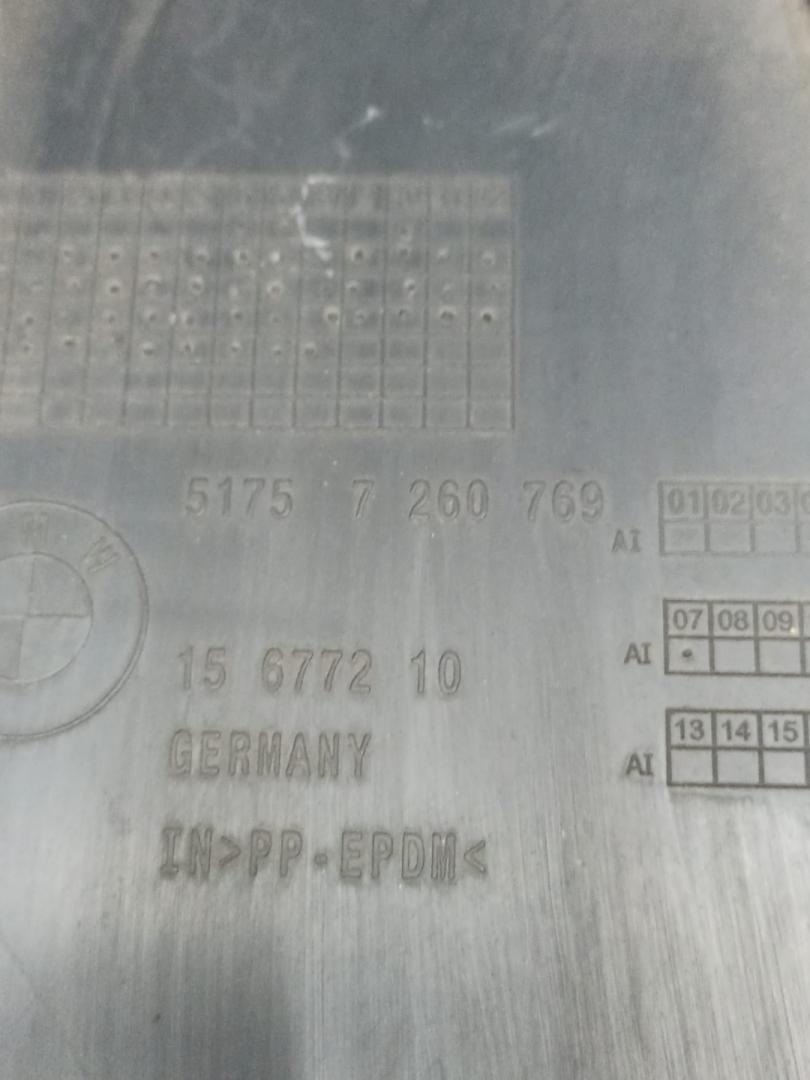 5175 7 260 769
01 02 03
AI
M W
15 6772 10
07 08 09
AI
GERMANY
13 14 15
AI
IN>PP-EPDM<